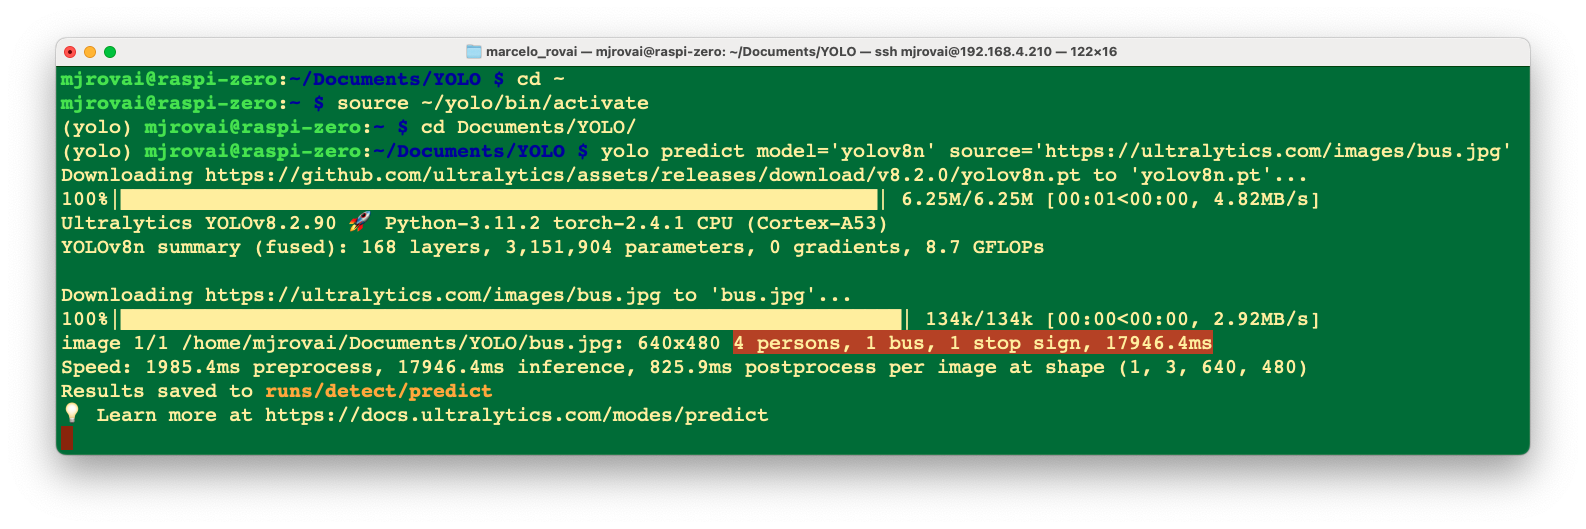 marcelo_rovai — mjrovai@raspi-zero: ~/Documents/YOLO — ssh mjrovai@192.168.4.210 — 122×16
mjrovai@raspi-zero:~/Documents/YOLO $ cd ~
mjrovai@raspi-zero:~ $ source ~/yolo/bin/activate
(yolo) mjrovai@raspi-zero:~ $ cd Documents/YOLO/
(yolo) mjrovai@raspi-zero:~/Documents/YOLO $ yolo predict model='yolov8n' source='https://ultralytics.com/images/bus.jpg'
Downloading https://github.com/ultralytics/assets/releases/download/v8.2.0/yolov8n.pt to 'yolov8n.pt'...
100%|██████████| 6.25M/6.25M [00:01<00:00, 4.82MB/s]
Ultralytics YOLOv8.2.90 🚀 Python-3.11.2 torch-2.4.1 CPU (Cortex-A53)
YOLOv8n summary (fused): 168 layers, 3,151,904 parameters, 0 gradients, 8.7 GFLOPs
Downloading https://ultralytics.com/images/bus.jpg to 'bus.jpg'...
100%|██████████| 134k/134k [00:00<00:00, 2.92MB/s]
image 1/1 /home/mjrovai/Documents/YOLO/bus.jpg: 640x480 4 persons, 1 bus, 1 stop sign, 17946.4ms
Speed: 1985.4ms preprocess, 17946.4ms inference, 825.9ms postprocess per image at shape (1, 3, 640, 480)
Results saved to runs/detect/predict
💡 Learn more at https://docs.ultralytics.com/modes/predict